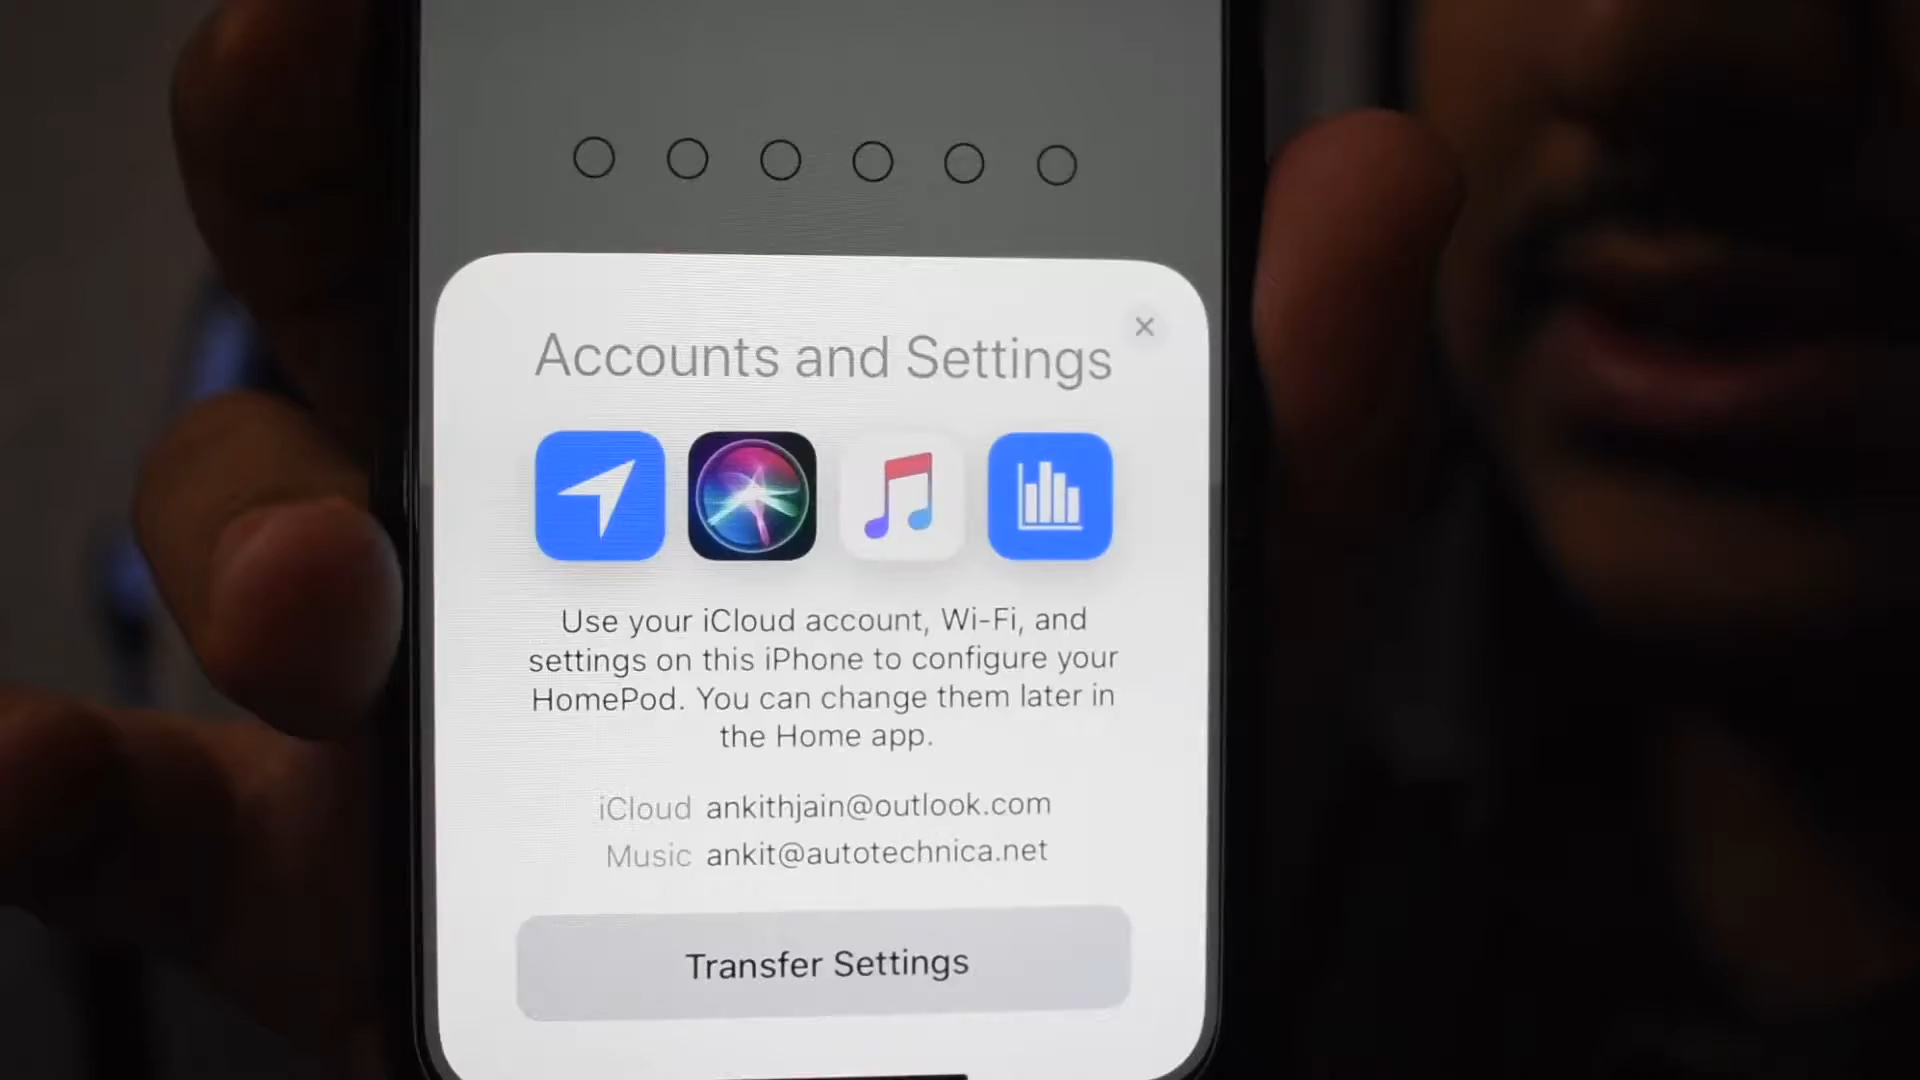 Accounts and Settings
Use your iCloud account, Wi-Fi, and
settings on this iPhone to configure your
HomePod. You can change them later in
the Home app.
iCloud ankithjain@outlook.com
Music ankit@autotechnica.net
Transfer Settings